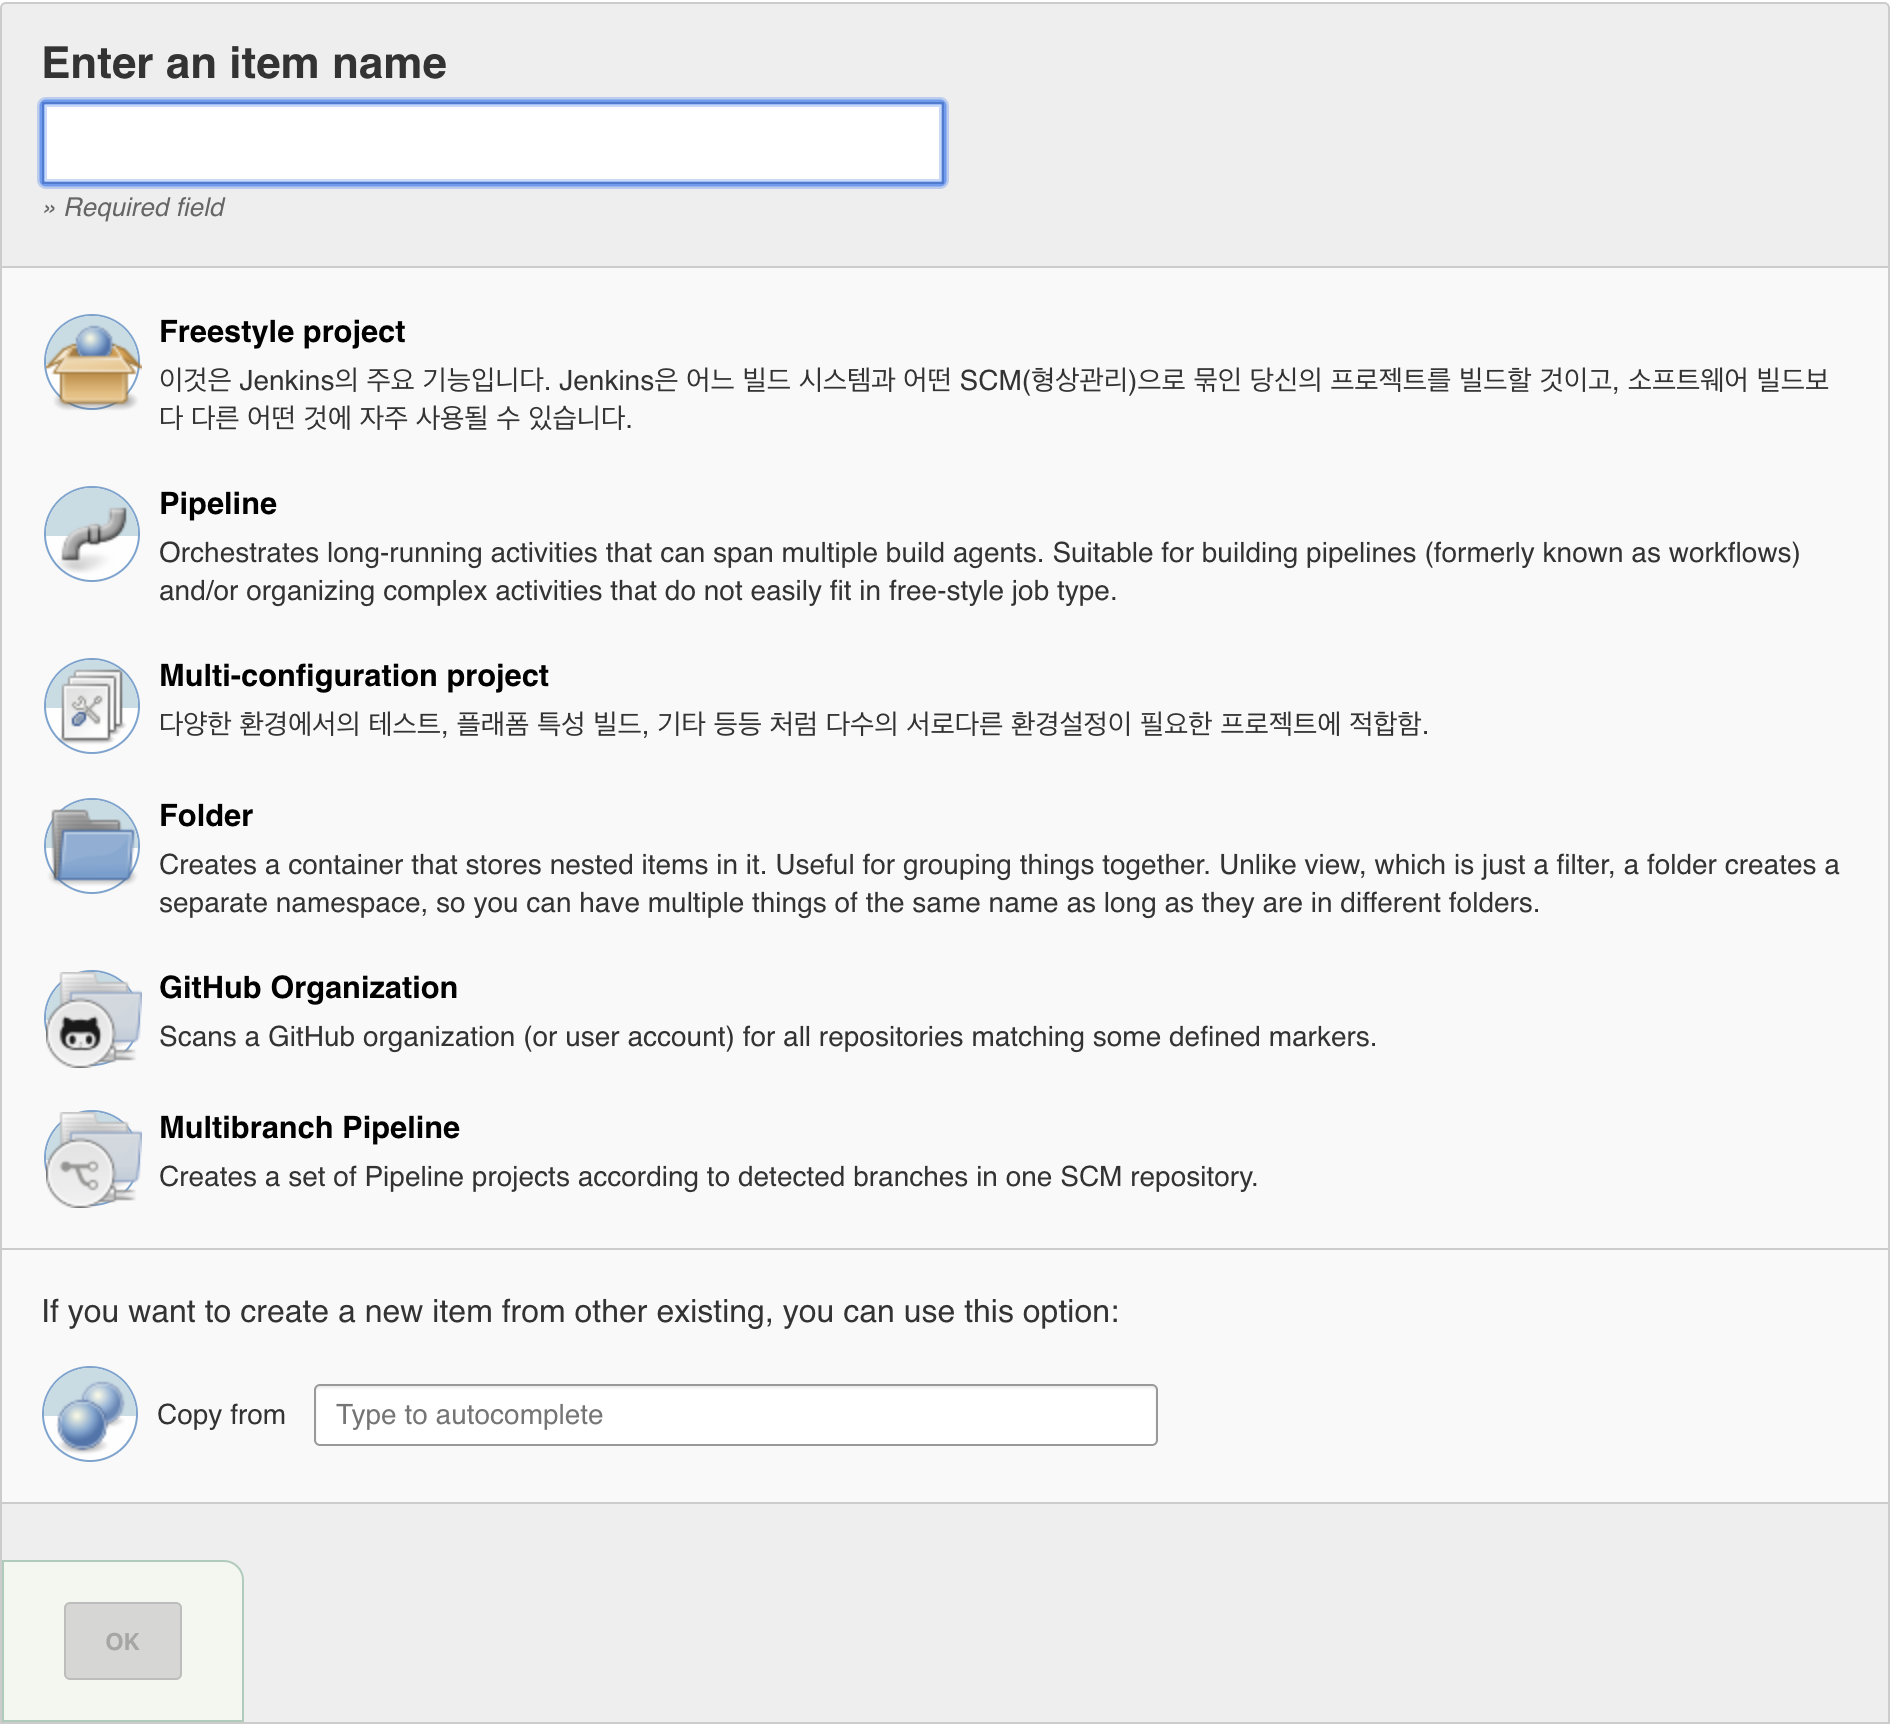 Enter an item name
» Required field
Freestyle project
이것은 Jenkins의 주요 기능입니다. Jenkins은 어느 빌드 시스템과 어떤 SCM(형상관리)으로 묶인 당신의 프로젝트를 빌드할 것이고, 소프트웨어 빌드보
다 다른 어떤 것에 자주 사용될 수 있습니다.
Pipeline
Orchestrates long-running activities that can span multiple build agents. Suitable for building pipelines (formerly known as workflows)
and/or organizing complex activities that do not easily fit in free-style job type.
Multi-configuration project
다양한 환경에서의 테스트, 플래폼 특성 빌드, 기타 등등 처럼 다수의 서로다른 환경설정이 필요한 프로젝트에 적합함.
Folder
Creates a container that stores nested items in it. Useful for grouping things together. Unlike view, which is just a filter, a folder creates a
separate namespace, so you can have multiple things of the same name as long as they are in different folders.
GitHub Organization
Scans a GitHub organization (or user account) for all repositories matching some defined markers.
Multibranch Pipeline
Creates a set of Pipeline projects according to detected branches in one SCM repository.
If you want to create a new item from other existing, you can use this option:
Copy from Type to autocomplete
OK